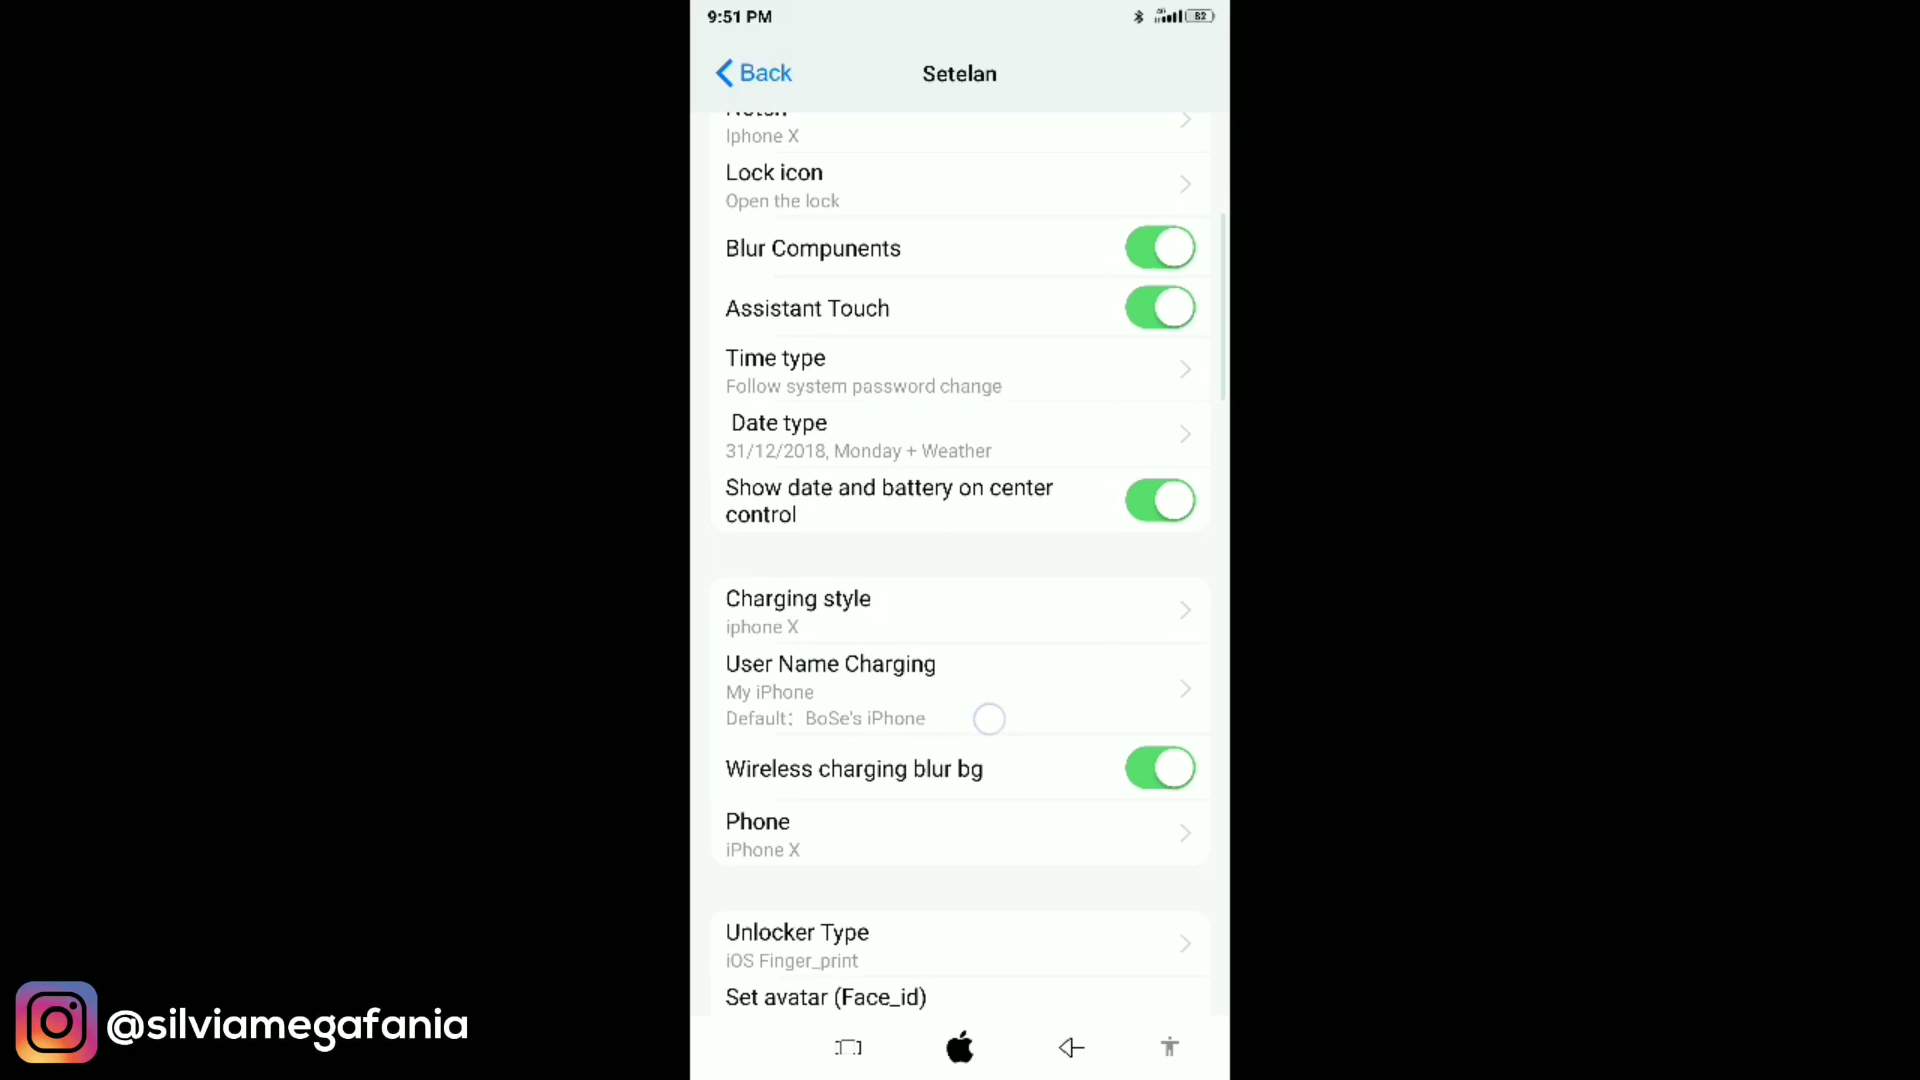 9:51 PM
82
Back
Setelan
Iphone X
Lock icon
Open the lock
Blur Compunents
Assistant Touch
Time type
Follow system password change
Date type
31/12/2018, Monday + Weather
Show date and battery on center
control
Charging style
iphone X
User Name Charging
My iPhone
Default: BoSe's iPhone
Wireless charging blur bg
Phone
iPhone X
Unlocker Type
iOS Finger_print
Set avatar (Face_id)
@silviamegafania